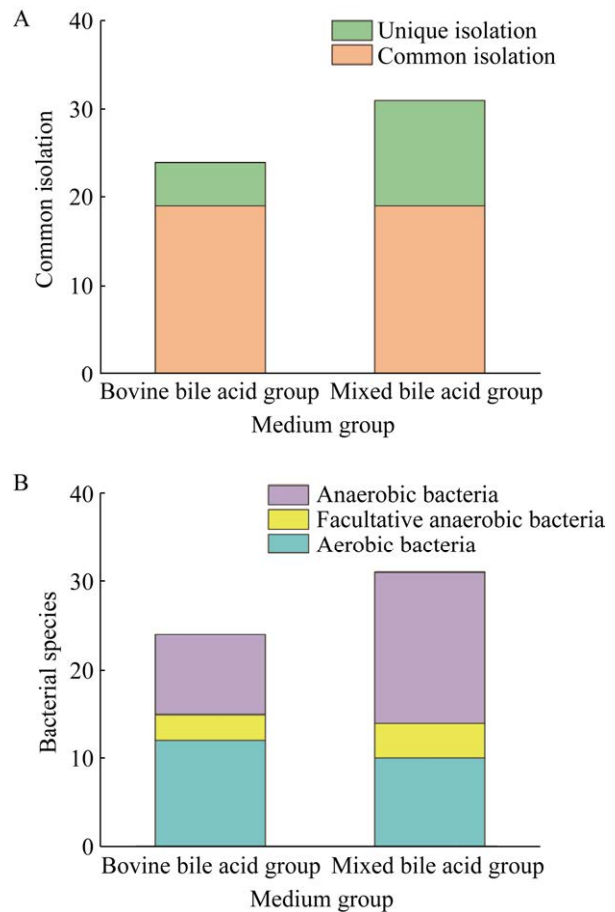 A
40
30
20
10
0
Common isolation
Unique isolation
Common isolation
Bovine bile acid group Mixed bile acid group
Medium group
B
40
30
20
10
0
Bacterial species
Anaerobic bacteria
Facultative anaerobic bacteria
Aerobic bacteria
Bovine bile acid group Mixed bile acid group
Medium group